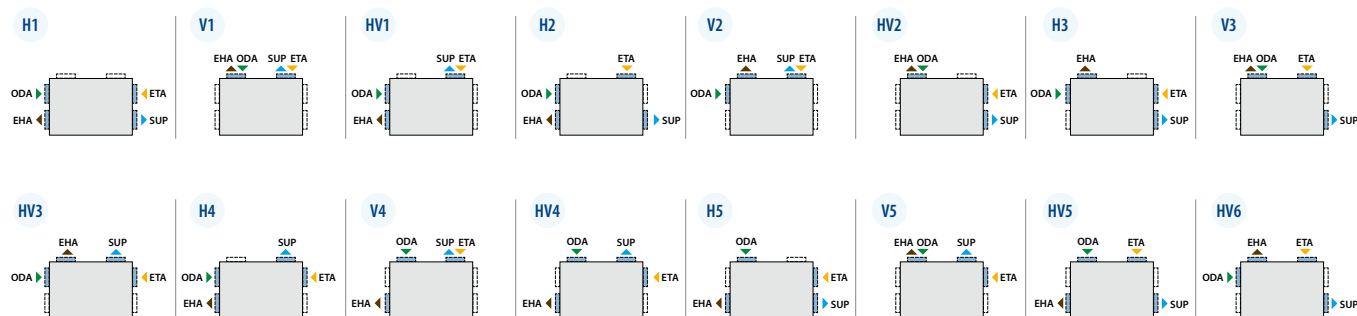 H1 V1 HV1 H2 V2 HV2 H3 V3
EHA ODA SUP ETA SUP ETA ETA EHA SUP ETA EHA ODA EHA EHA ODA ETA
ODA ETA ODA ODA ODA ETA ODA ETA
EHA SUP EHA EHA SUP SUP SUP SUP
HV3 H4 V4 HV4 H5 V5 HV5 HV6
EHA SUP SUP ODA SUP ETA ODA SUP ODA EHA ODA SUP ODA ETA EHA ETA
ODA ETA ODA ETA ETA ETA ETA ODA
EHA EHA EHA EHA SUP EHA SUP SUP